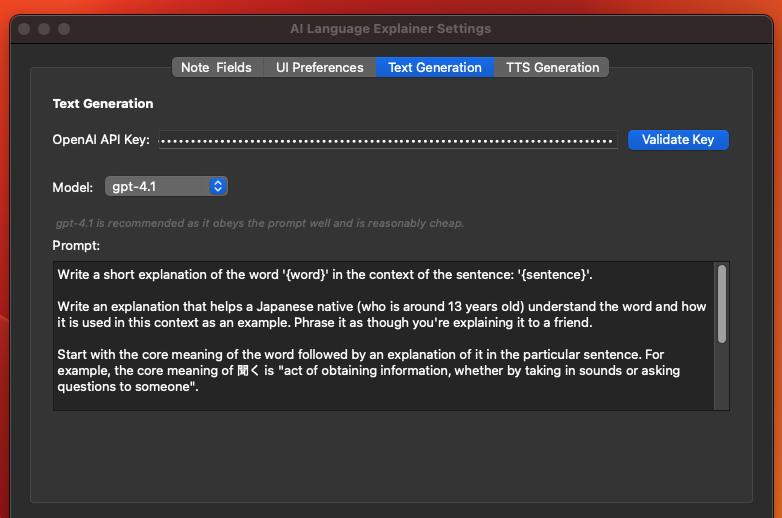 AI Language Explainer Settings
Note Fields
UI Preferences
Text Generation
TTS Generation
Text Generation
OpenAI API Key:
Validate Key
Model:
gpt-4.1
gpt-4.1 is recommended as it obeys the prompt well and is reasonably cheap.
Prompt:
Write a short explanation of the word '{word}' in the context of the sentence: '{sentence}'.
Write an explanation that helps a Japanese native (who is around 13 years old) understand the word and how
it is used in this context as an example. Phrase it as though you're explaining it to a friend.
Start with the core meaning of the word followed by an explanation of it in the particular sentence. For
example, the core meaning of 聞く is "act of obtaining information, whether by taking in sounds or asking
questions to someone".